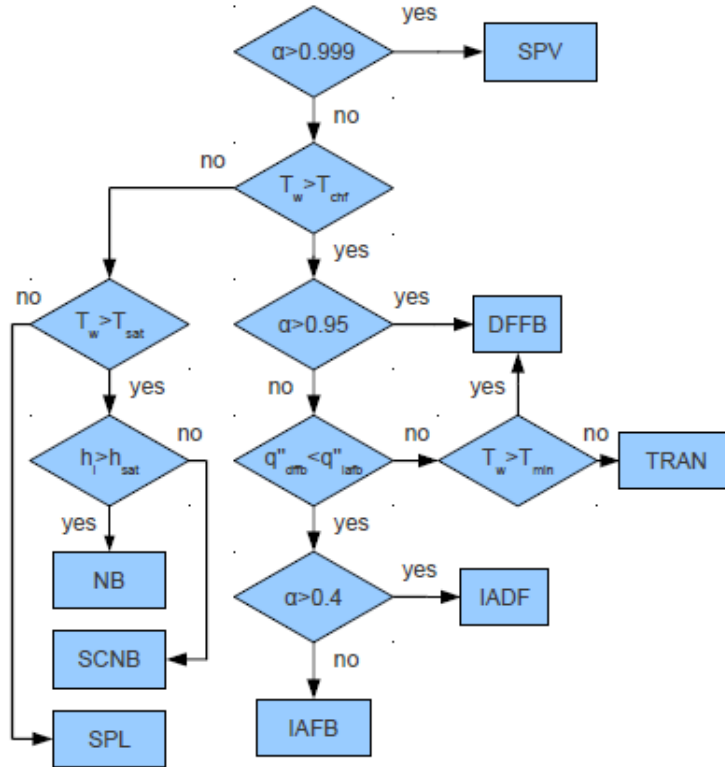 yes
α>0.999
SPV
no
no
T_w>T_chf
yes
no
yes
T_w>T_sat
α>0.95
DFFB
yes
no
yes
h_l>h_sat
no
q"_dffb<q"_iafb
no
T_w>T_min
no
TRAN
yes
yes
NB
α>0.4
yes
IADF
SCNB
no
SPL
IAFB